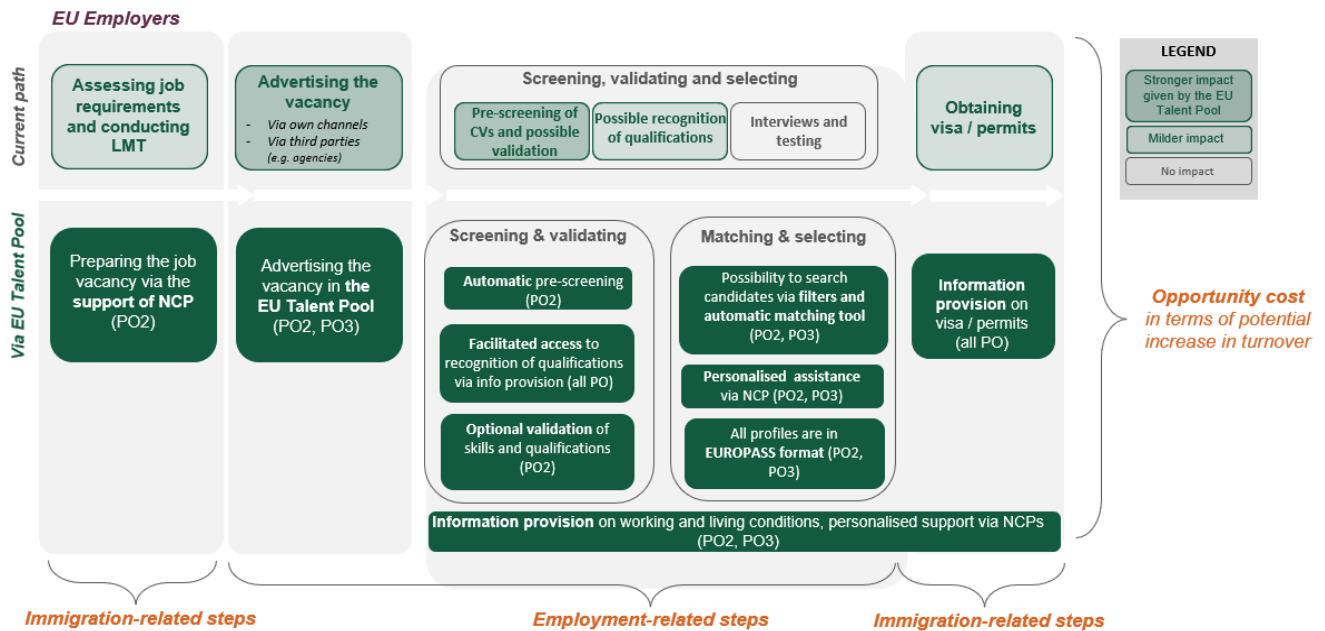 EU Employers
Current path
Assessing job
requirements
and conducting
LMT
Advertising the
vacancy
- Via own channels
- Via third parties
(e.g. agencies)
Screening, validating and selecting
Pre-screening of
CVs and possible
validation
Possible recognition
of qualifications
Interviews and
testing
Obtaining
visa / permits
LEGEND
Stronger impact
given by the EU
Talent Pool
Milder impact
No impact
Via EU Talent Pool
Preparing the job
vacancy via the
support of NCP
(PO2)
Advertising the
vacancy in the
EU Talent Pool
(PO2, PO3)
Screening & validating
Automatic pre-screening
(PO2)
Facilitated access to
recognition of qualifications
via info provision (all PO)
Optional validation of
skills and qualifications
(PO2)
Matching & selecting
Possibility to search
candidates via filters and
automatic matching tool
(PO2, PO3)
Personalised assistance
via NCP (PO2, PO3)
All profiles are in
EUROPASS format (PO2,
PO3)
Information
provision on
visa / permits
(all PO)
Information provision on working and living conditions, personalised support via NCPs
(PO2, PO3)
Opportunity cost
in terms of potential
increase in turnover
Immigration-related steps
Employment-related steps
Immigration-related steps